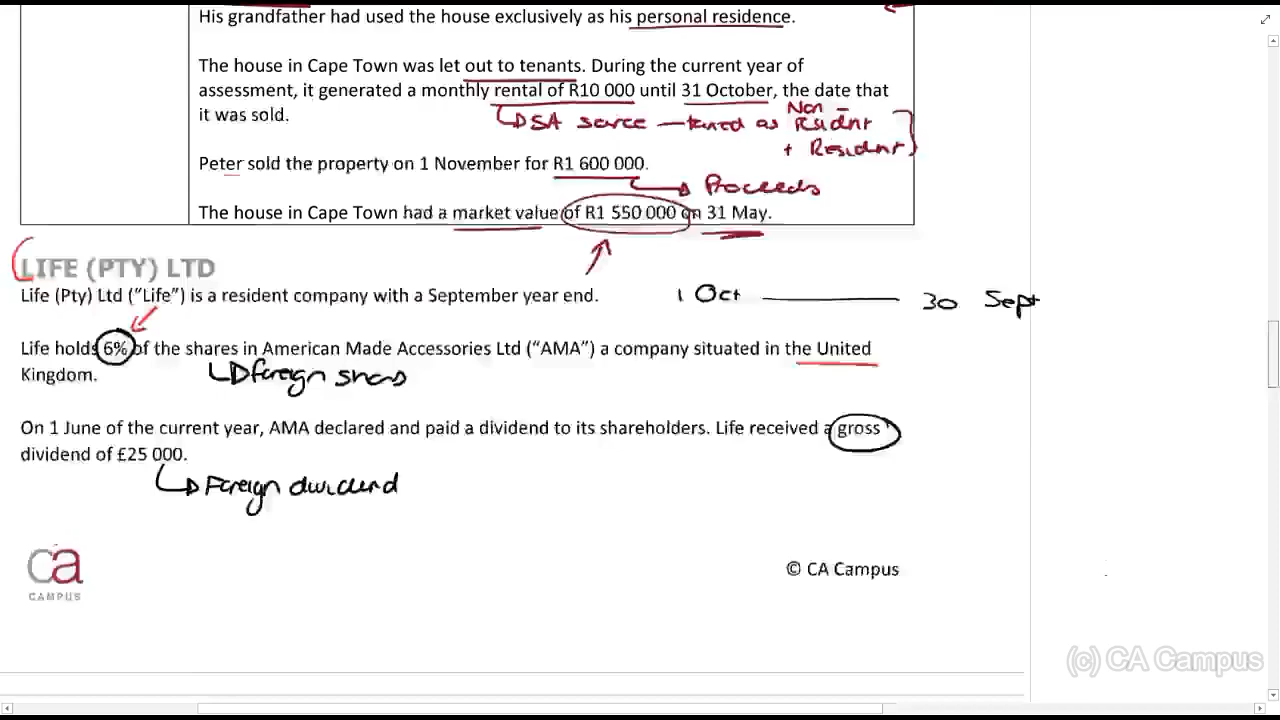 His grandfather had used the house exclusively as his personal residence.
The house in Cape Town was let out to tenants. During the current year of
assessment, it generated a monthly rental of R10 000 until 31 October, the date that
it was sold.
Non –
SA source — taxed as Resident
+ Resident
Peter sold the property on 1 November for R1 600 000.
Proceeds
The house in Cape Town had a market value of R1 550 000 on 31 May.
LIFE (PTY) LTD
Life (Pty) Ltd (“Life”) is a resident company with a September year end.
1 Oct — 30 Sept
Life holds 6% of the shares in American Made Accessories Ltd (“AMA”) a company situated in the United
Kingdom.
foreign shares
On 1 June of the current year, AMA declared and paid a dividend to its shareholders. Life received a gross
dividend of £25 000.
Foreign dividend
ca
CAMPUS
© CA Campus
(c) CA Campus